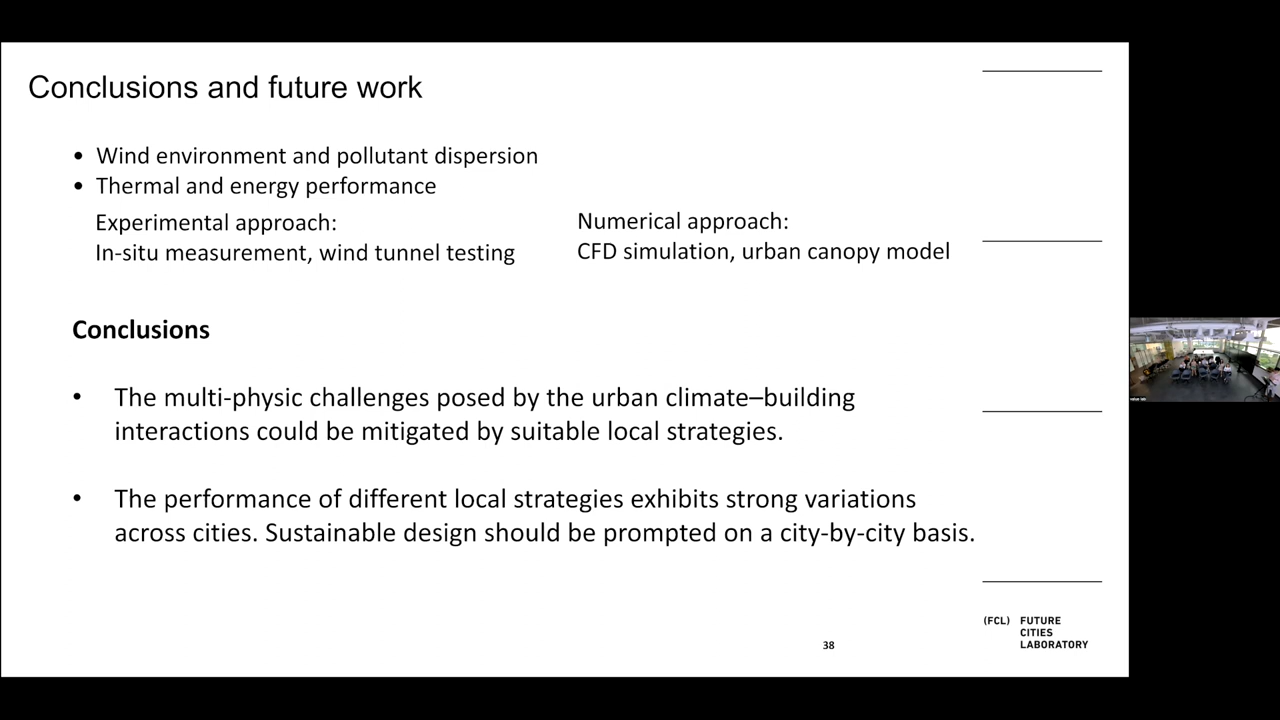 Conclusions and future work
• Wind environment and pollutant dispersion
• Thermal and energy performance
Experimental approach:
In-situ measurement, wind tunnel testing
Numerical approach:
CFD simulation, urban canopy model
Conclusions
• The multi-physic challenges posed by the urban climate–building
interactions could be mitigated by suitable local strategies.
• The performance of different local strategies exhibits strong variations
across cities. Sustainable design should be prompted on a city-by-city basis.
38
(FCL) FUTURE
CITIES
LABORATORY